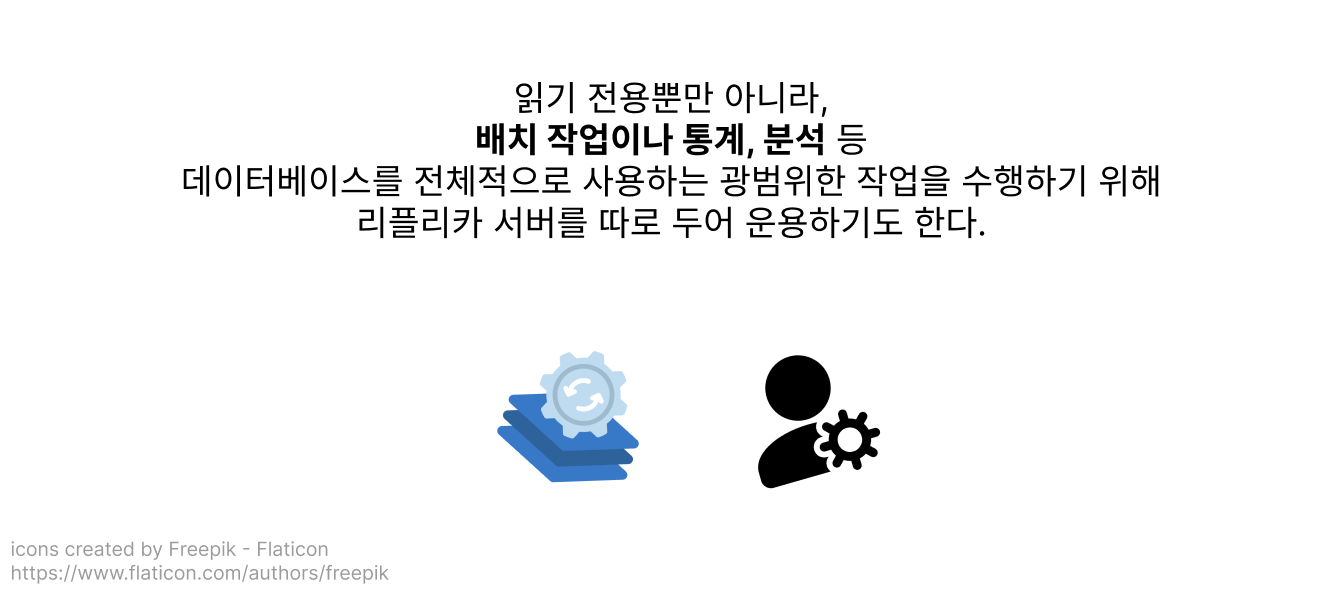 읽기 전용뿐만 아니라,
배치 작업이나 통계, 분석 등
데이터베이스를 전체적으로 사용하는 광범위한 작업을 수행하기 위해
리플리카 서버를 따로 두어 운용하기도 한다.
icons created by Freepik - Flaticon
https://www.flaticon.com/authors/freepik